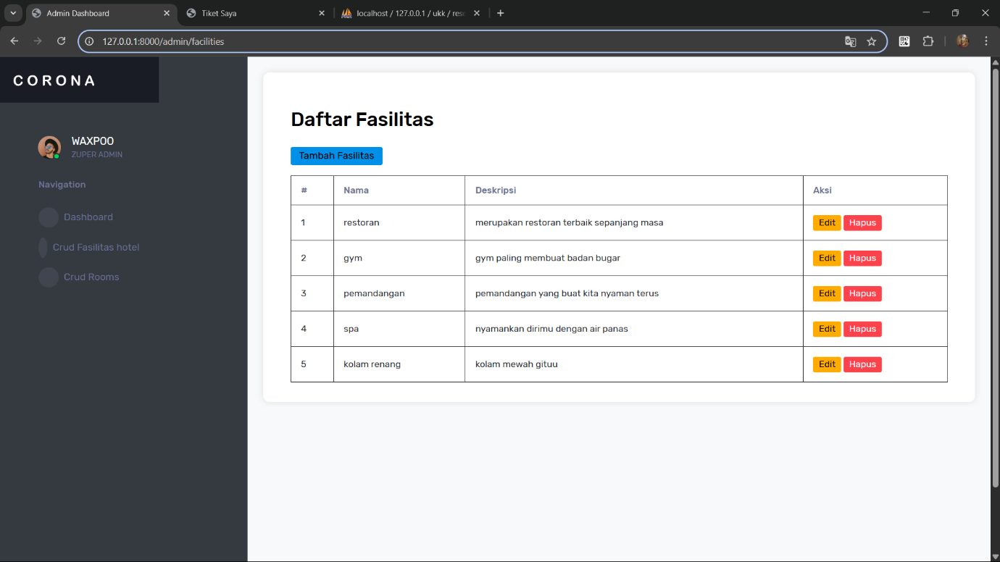 Admin Dashboard
Tiket Saya
localhost / 127.0.0.1 / ukk / res
127.0.0.1:8000/admin/facilities
CORONA
WAXPOO
ZUPER ADMIN
Navigation
Dashboard
Crud Fasilitas hotel
Crud Rooms
Daftar Fasilitas
Tambah Fasilitas
# Nama Deskripsi Aksi
1 restoran merupakan restoran terbaik sepanjang masa Edit Hapus
2 gym gym paling membuat badan bugar Edit Hapus
3 pemandangan pemandangan yang buat kita nyaman terus Edit Hapus
4 spa nyamankan dirimu dengan air panas Edit Hapus
5 kolam renang kolam mewah gituu Edit Hapus